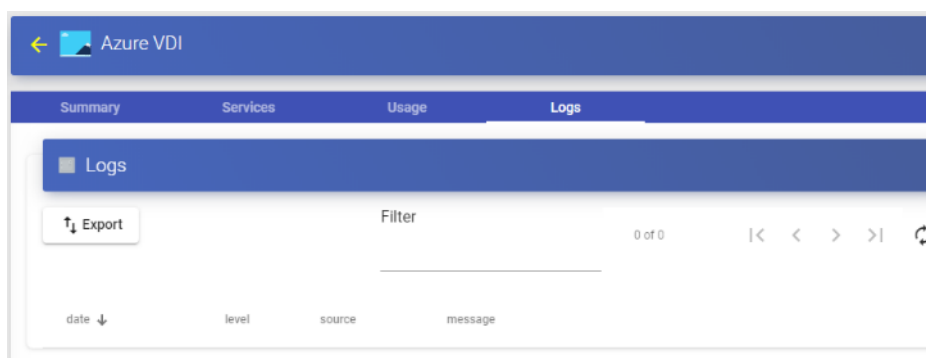 Azure VDI
Summary Services Usage Logs
Logs
Export Filter 0 of 0
date level source message